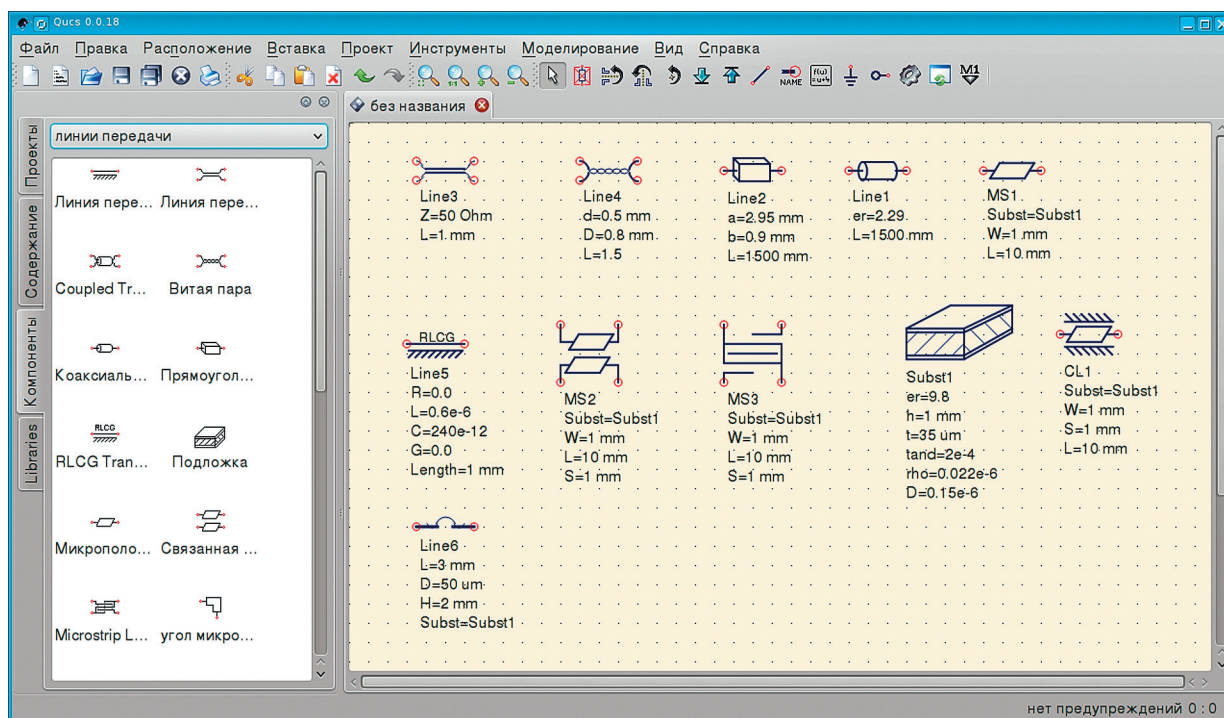 Qucs 0.0.18
Файл Правка Расположение Вставка Проект Инструменты Моделирование Вид Справка
1:1
NAME
f(ω)
=u+4
M1
без названия
Проекты
Содержание
Компоненты
Libraries
линии передачи
Линия пере... Линия пере...
Coupled Tr... Витая пара
Коаксиаль... Прямоугол...
RLCG
RLCG Tran... Подложка
Микрополо... Связанная ...
Microstrip L... угол микро...
Line3
Z=50 Ohm
L=1 mm
Line4
d=0.5 mm
D=0.8 mm
L=1.5
Line2
a=2.95 mm
b=0.9 mm
L=1500 mm
Line1
er=2.29
L=1500 mm
MS1
Subst=Subst1
W=1 mm
L=10 mm
RLCG
Line5
R=0.0
L=0.6e-6
C=240e-12
G=0.0
Length=1 mm
MS2
Subst=Subst1
W=1 mm
L=10 mm
S=1 mm
MS3
Subst=Subst1
W=1 mm
L=10 mm
S=1 mm
Subst1
er=9.8
h=1 mm
t=35 um
tand=2e-4
rho=0.022e-6
D=0.15e-6
CL1
Subst=Subst1
W=1 mm
S=1 mm
L=10 mm
Line6
L=3 mm
D=50 um
H=2 mm
Subst=Subst1
нет предупреждений 0 : 0